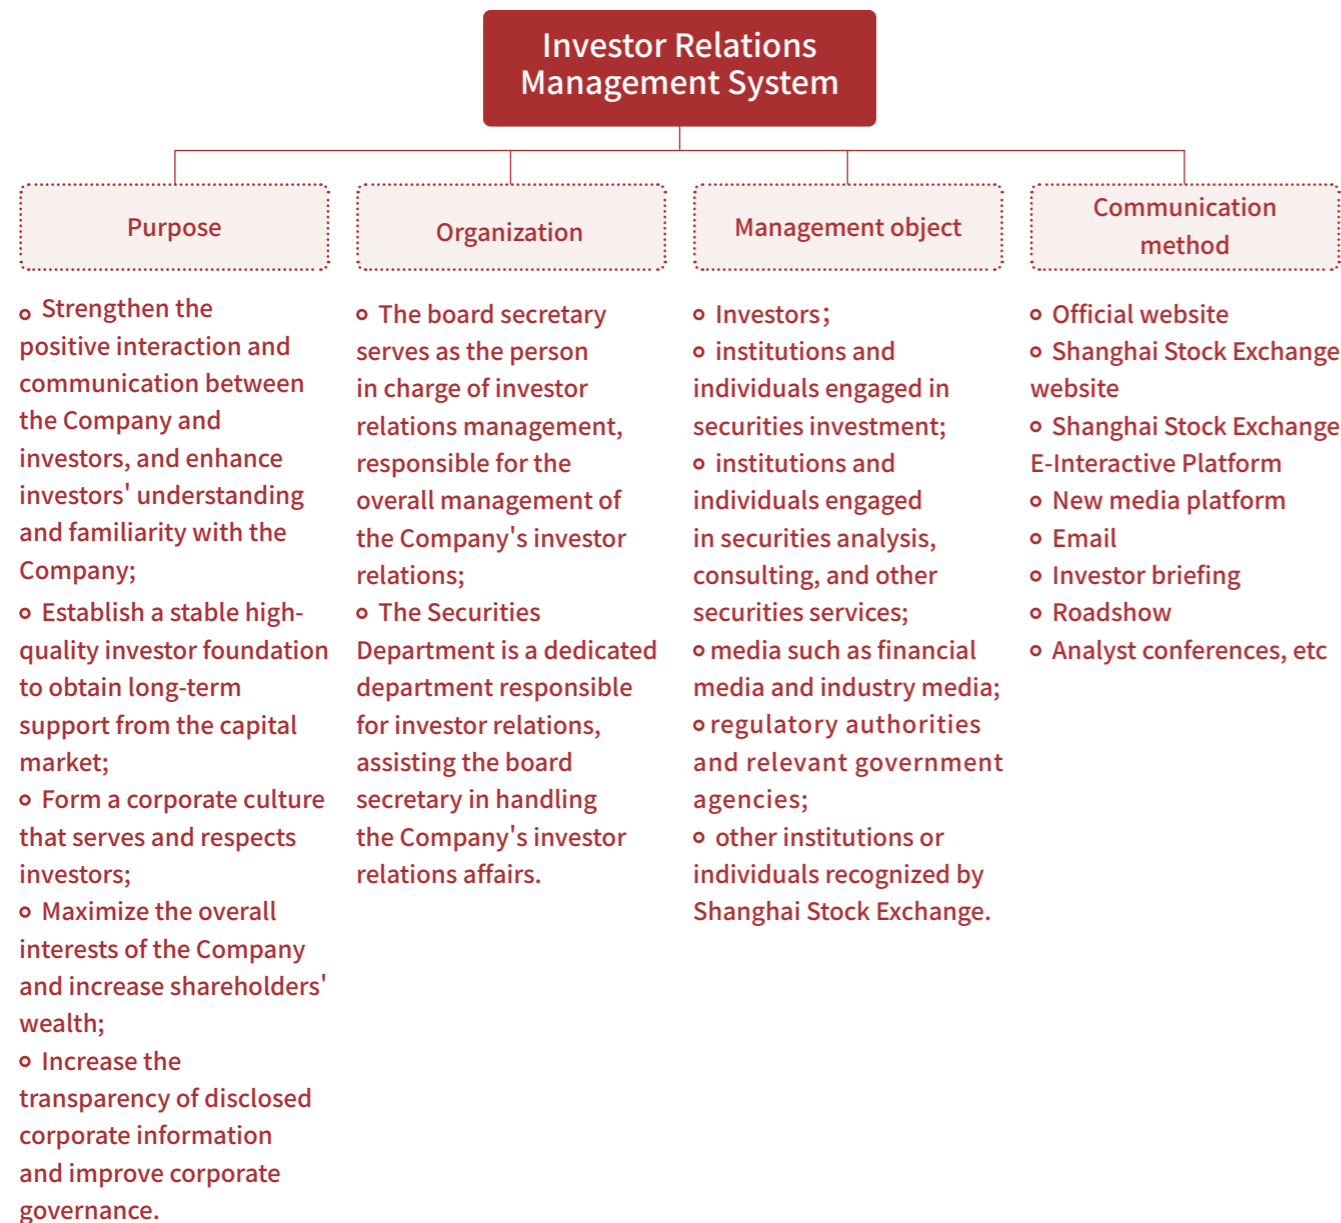 Investor Relations
Management System
Purpose
Strengthen the
positive interaction and
communication between
the Company and
investors, and enhance
investors' understanding
and familiarity with the
Company;
Establish a stable high-
quality investor foundation
to obtain long-term
support from the capital
market;
Form a corporate culture
that serves and respects
investors;
Maximize the overall
interests of the Company
and increase shareholders'
wealth;
Increase the
transparency of disclosed
corporate information
and improve corporate
governance.
Organization
The board secretary
serves as the person
in charge of investor
relations management,
responsible for the
overall management of
the Company's investor
relations;
The Securities
Department is a dedicated
department responsible
for investor relations,
assisting the board
secretary in handling
the Company's investor
relations affairs.
Management object
Investors；
institutions and
individuals engaged in
securities investment;
institutions and
individuals engaged
in securities analysis,
consulting, and other
securities services;
media such as financial
media and industry media;
regulatory authorities
and relevant government
agencies;
other institutions or
individuals recognized by
Shanghai Stock Exchange.
Communication
method
Official website
Shanghai Stock Exchange
website
Shanghai Stock Exchange
E-Interactive Platform
New media platform
Email
Investor briefing
Roadshow
Analyst conferences, etc